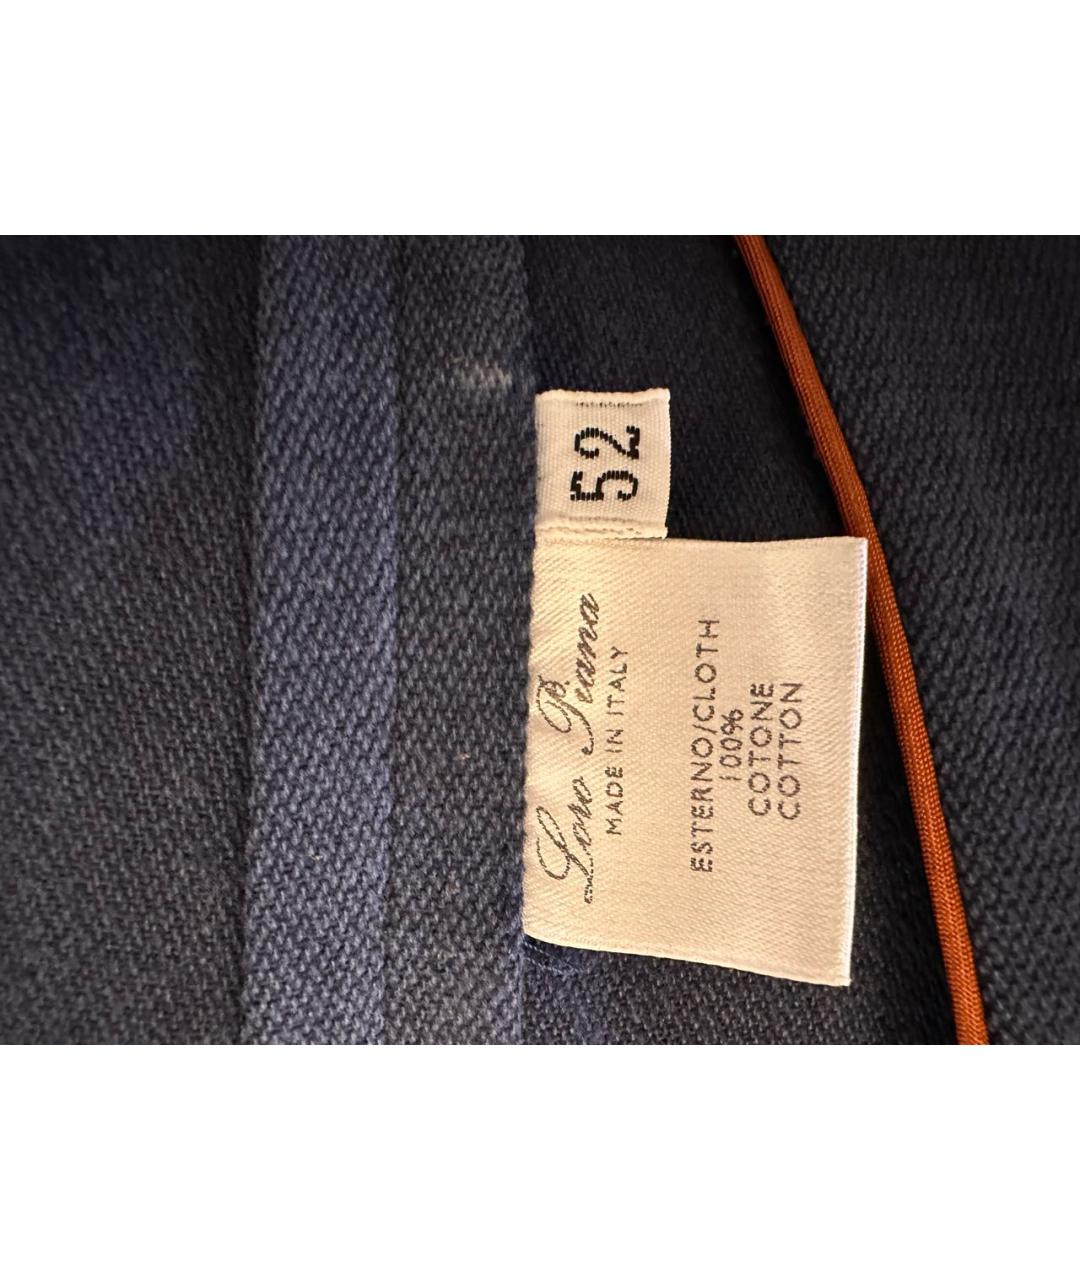 52
Loro Piana
MADE IN ITALY
ESTERNO/CLOTH
100%
COTONE
COTTON